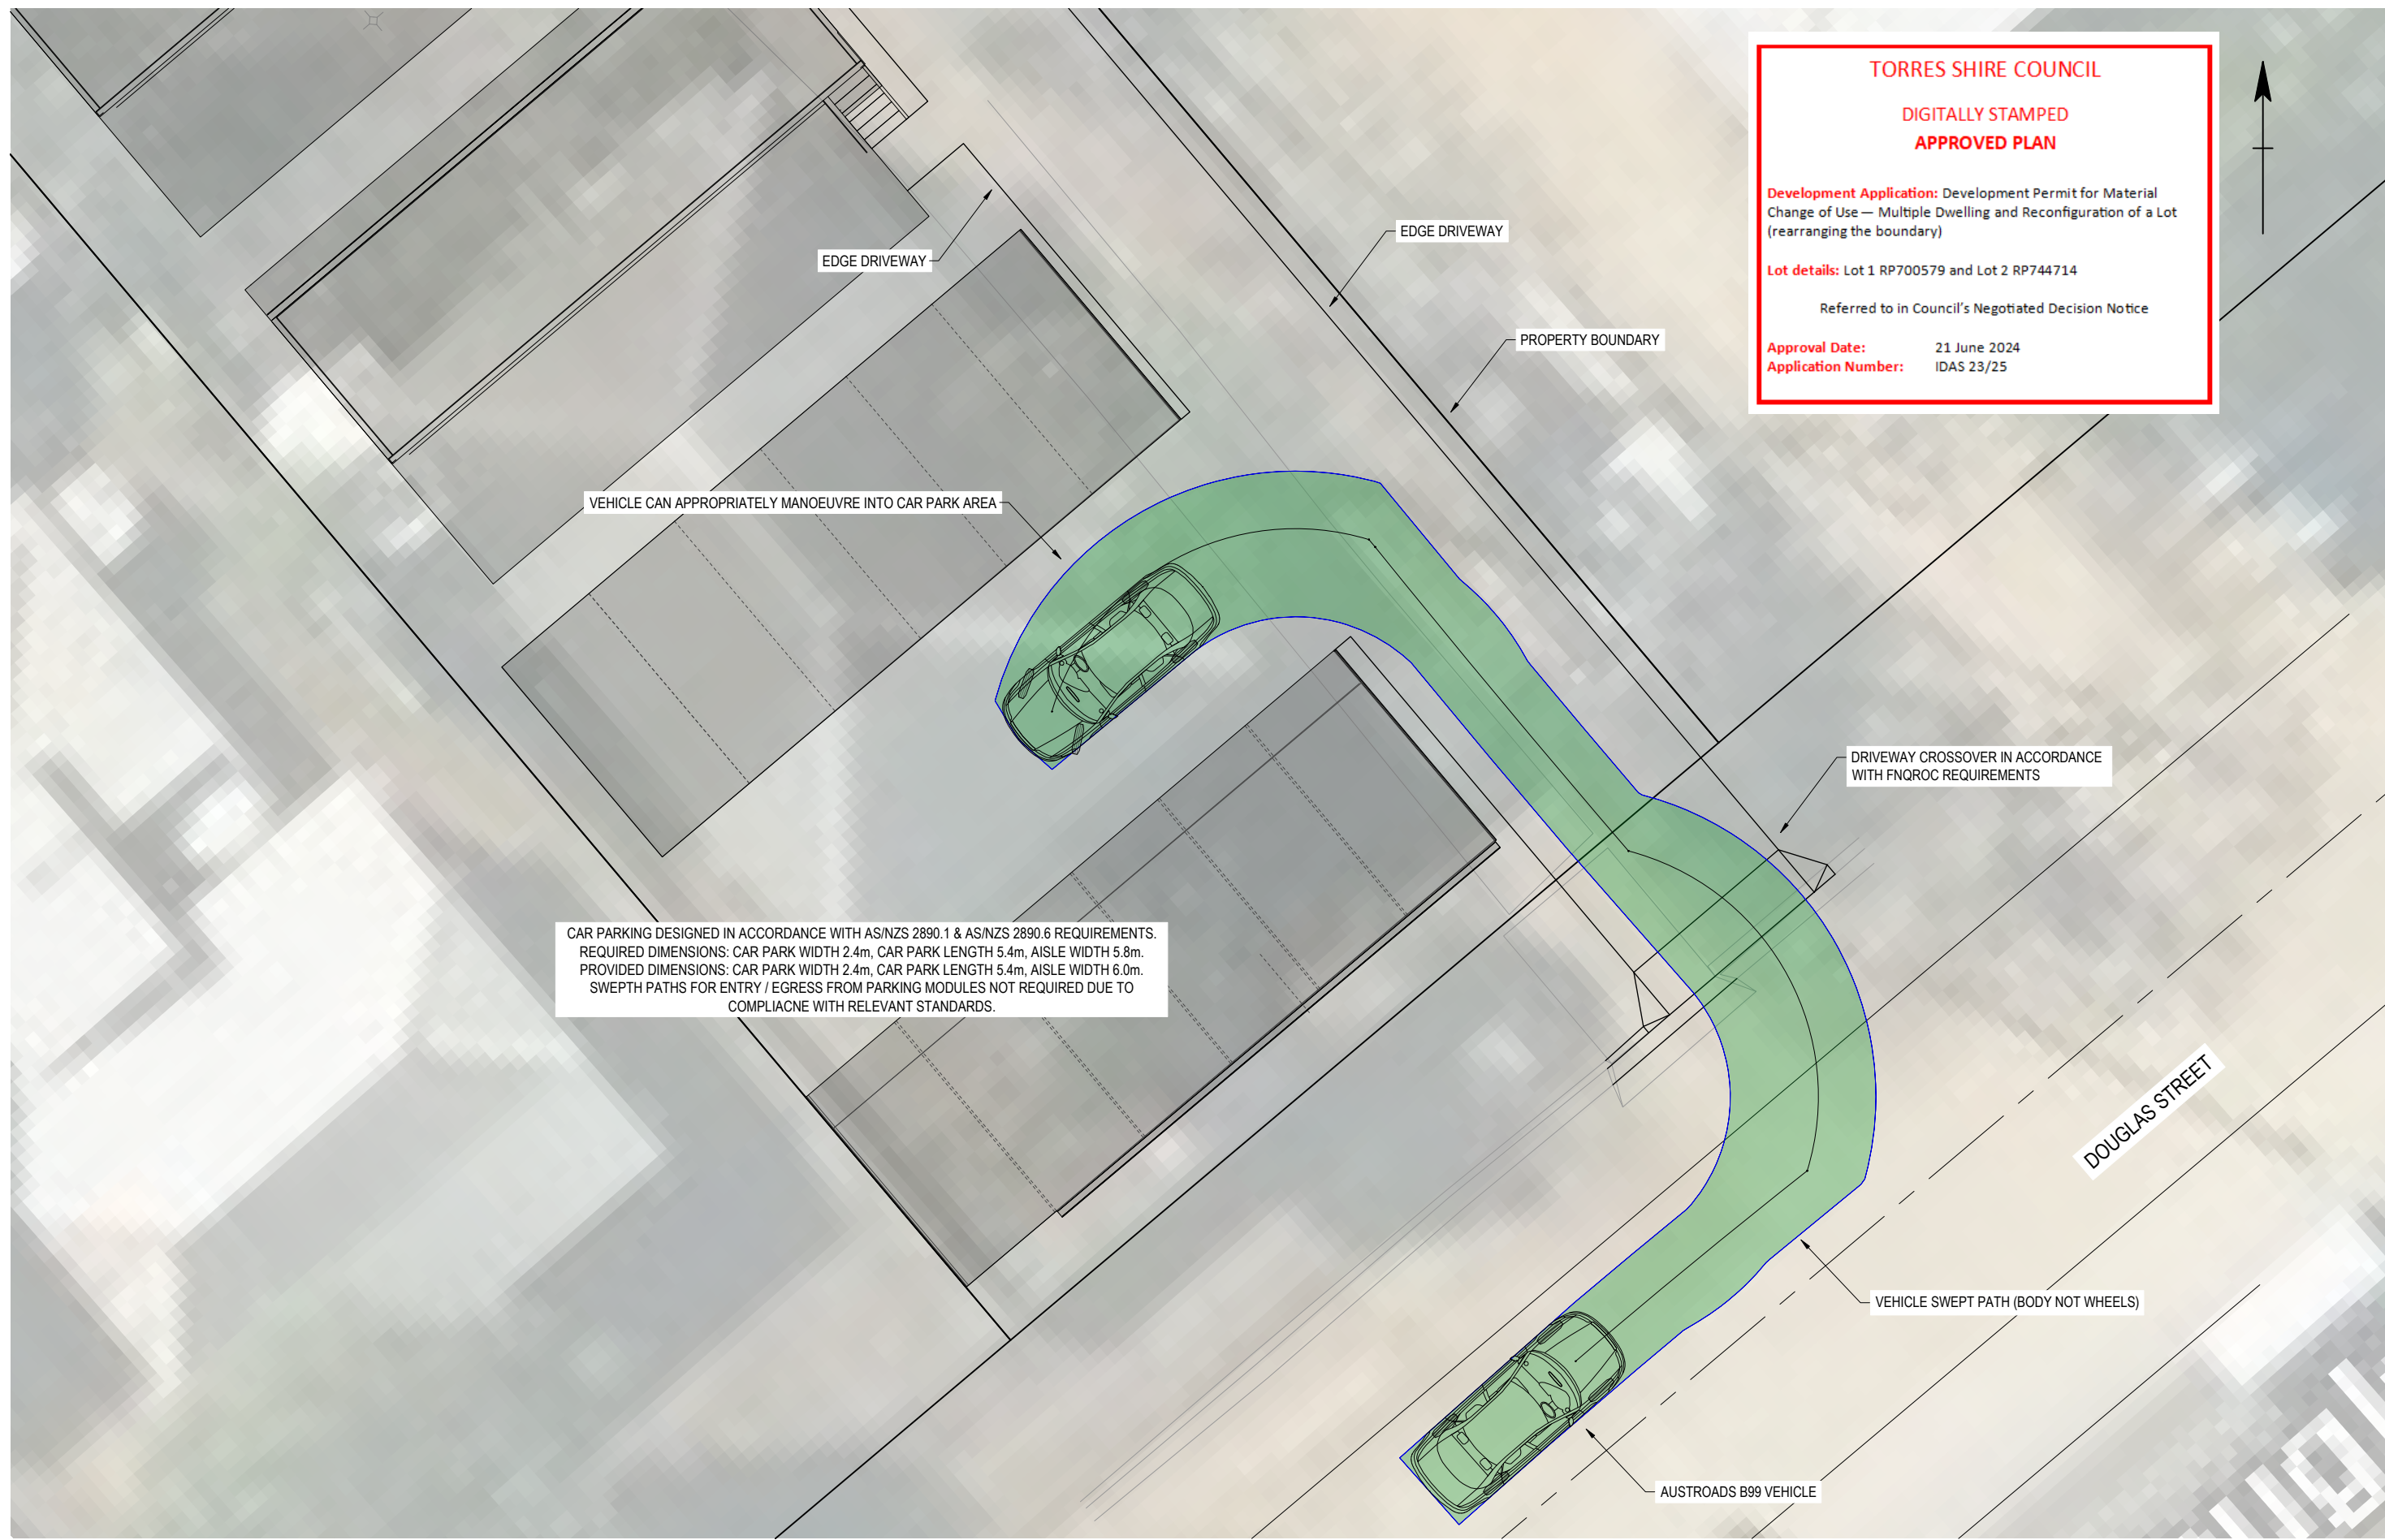 TORRES SHIRE COUNCIL
DIGITALLY STAMPED
APPROVED PLAN
Development Application: Development Permit for Material
Change of Use — Multiple Dwelling and Reconfiguration of a Lot
(rearranging the boundary)
Lot details: Lot 1 RP700579 and Lot 2 RP744714
Referred to in Council's Negotiated Decision Notice
Approval Date: 21 June 2024
Application Number: IDAS 23/25
EDGE DRIVEWAY
EDGE DRIVEWAY
PROPERTY BOUNDARY
VEHICLE CAN APPROPRIATELY MANOEUVRE INTO CAR PARK AREA
DRIVEWAY CROSSOVER IN ACCORDANCE
WITH FNQROC REQUIREMENTS
CAR PARKING DESIGNED IN ACCORDANCE WITH AS/NZS 2890.1 & AS/NZS 2890.6 REQUIREMENTS.
REQUIRED DIMENSIONS: CAR PARK WIDTH 2.4m, CAR PARK LENGTH 5.4m, AISLE WIDTH 5.8m.
PROVIDED DIMENSIONS: CAR PARK WIDTH 2.4m, CAR PARK LENGTH 5.4m, AISLE WIDTH 6.0m.
SWEPTH PATHS FOR ENTRY / EGRESS FROM PARKING MODULES NOT REQUIRED DUE TO
COMPLIACNE WITH RELEVANT STANDARDS.
DOUGLAS STREET
VEHICLE SWEPT PATH (BODY NOT WHEELS)
AUSTROADS B99 VEHICLE